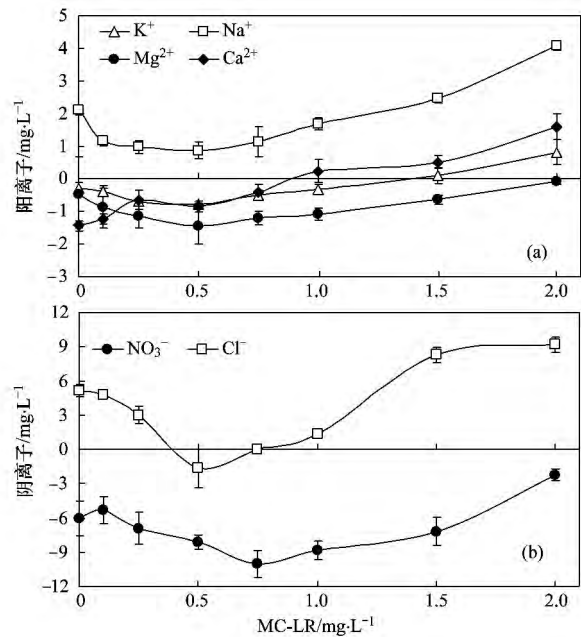 K⁺ Na⁺
Mg²⁺ Ca²⁺
5
4
3
2
1
0
−1
−2
−3
阳离子/mg·L⁻¹
(a)
0 0.5 1.0 1.5 2.0
NO₃⁻ Cl⁻
12
9
6
3
0
−3
−6
−9
−12
阴离子/mg·L⁻¹
(b)
0 0.5 1.0 1.5 2.0
MC-LR/mg·L⁻¹